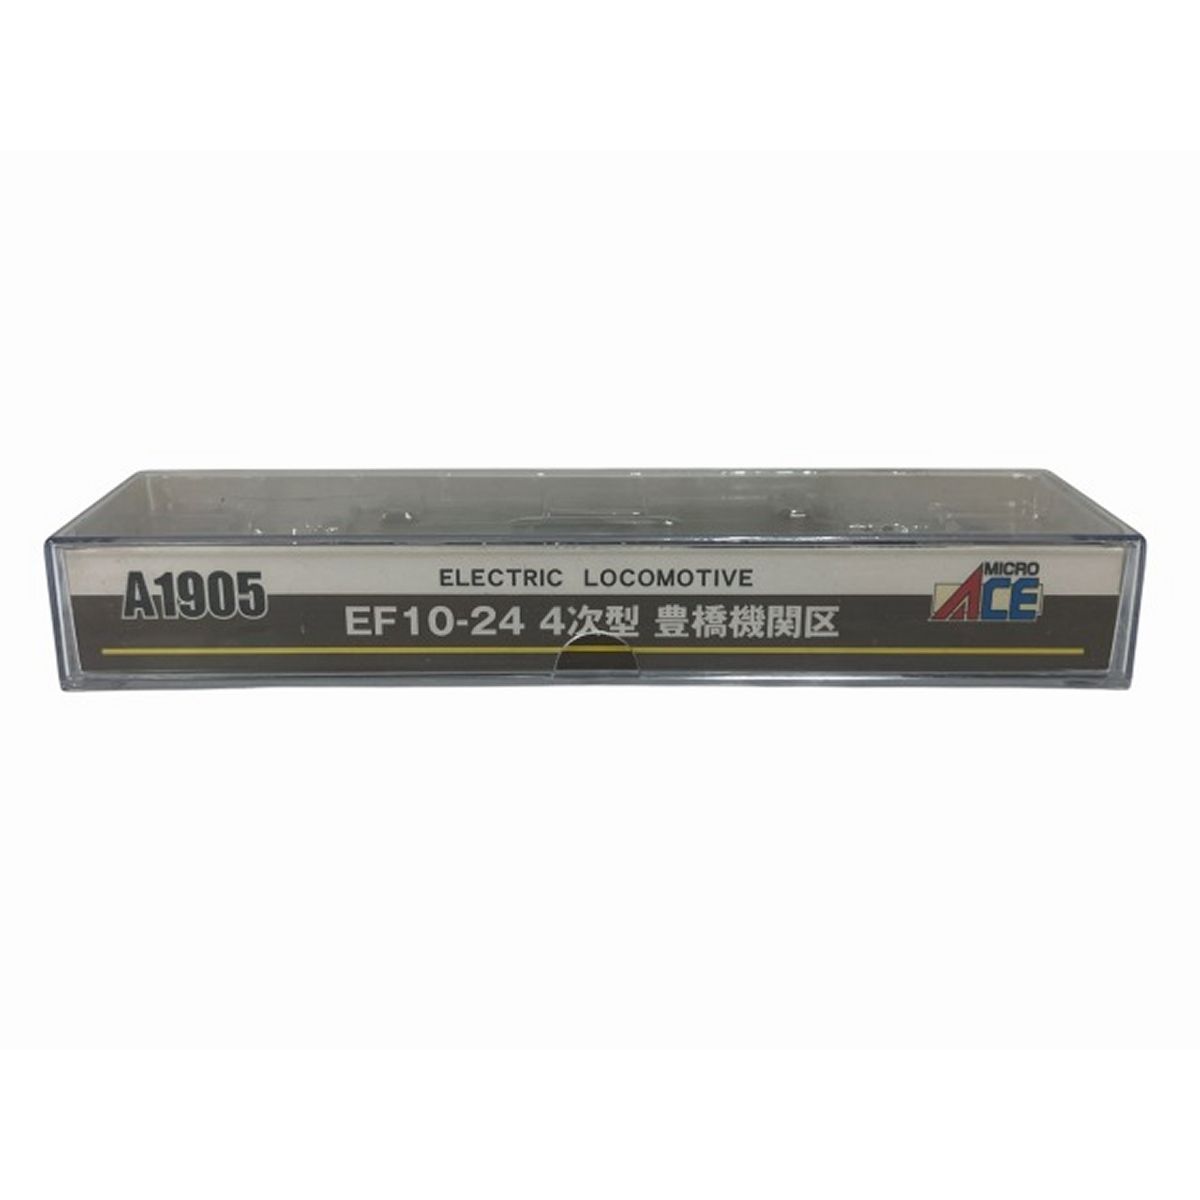 A1905
ELECTRIC LOCOMOTIVE
EF10-24 4次型 豊橋機関区
MICRO
ACE